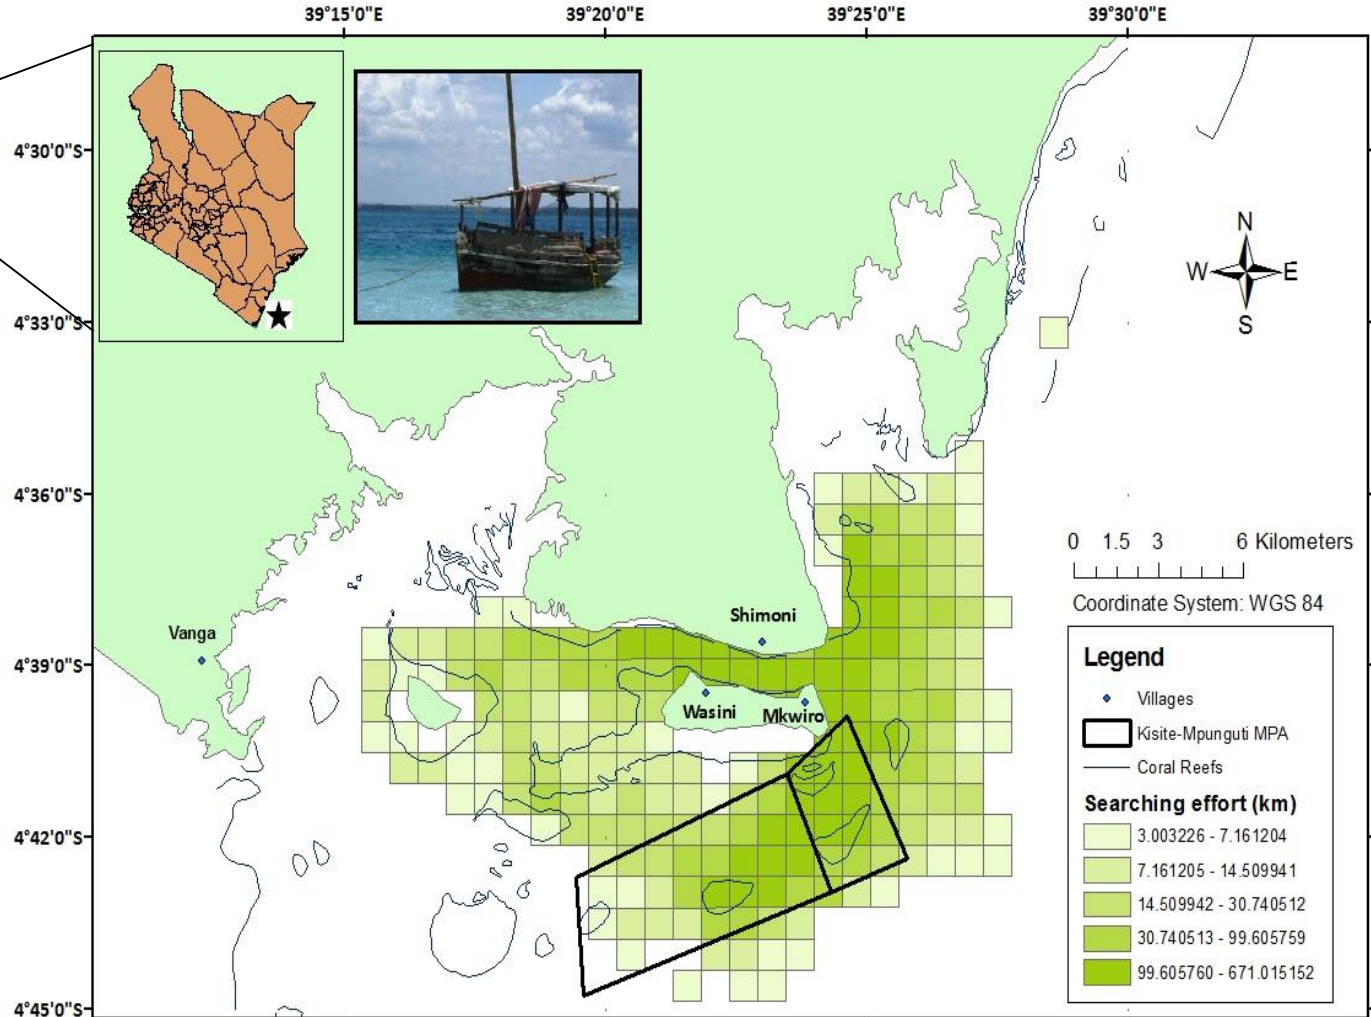 39°15'0"E
39°20'0"E
39°25'0"E
39°30'0"E
4°30'0"S
4°33'0"S
4°36'0"S
4°39'0"S
4°42'0"S
4°45'0"S
N
W E
S
0 1.5 3 6 Kilometers
Coordinate System: WGS 84
Shimoni
Vanga
Wasini
Mkwiro
Legend
Villages
Kisite-Mpunguti MPA
Coral Reefs
Searching effort (km)
3.003226 - 7.161204
7.161205 - 14.509941
14.509942 - 30.740512
30.740513 - 99.605759
99.605760 - 671.015152